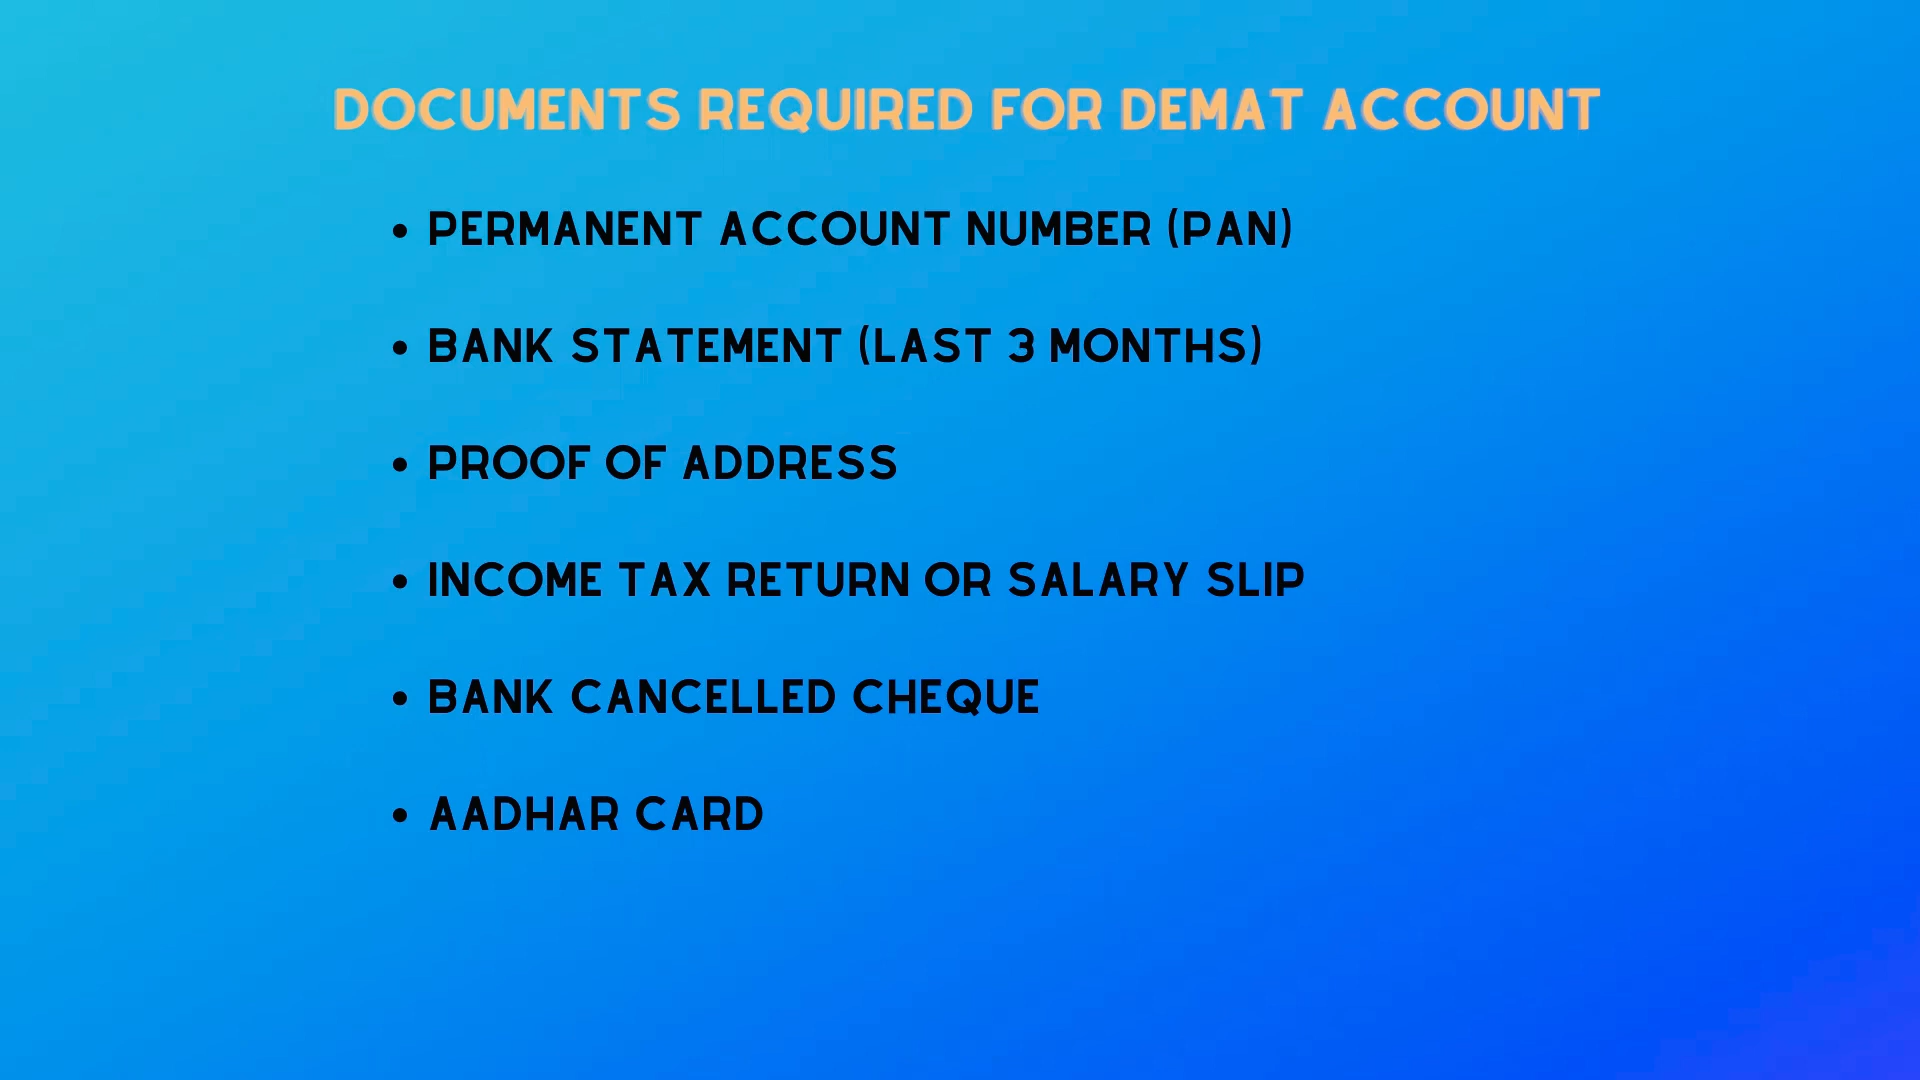 DOCUMENTS REQUIRED FOR DEMAT ACCOUNT
• PERMANENT ACCOUNT NUMBER (PAN)
• BANK STATEMENT (LAST 3 MONTHS)
• PROOF OF ADDRESS
• INCOME TAX RETURN OR SALARY SLIP
• BANK CANCELLED CHEQUE
• AADHAR CARD